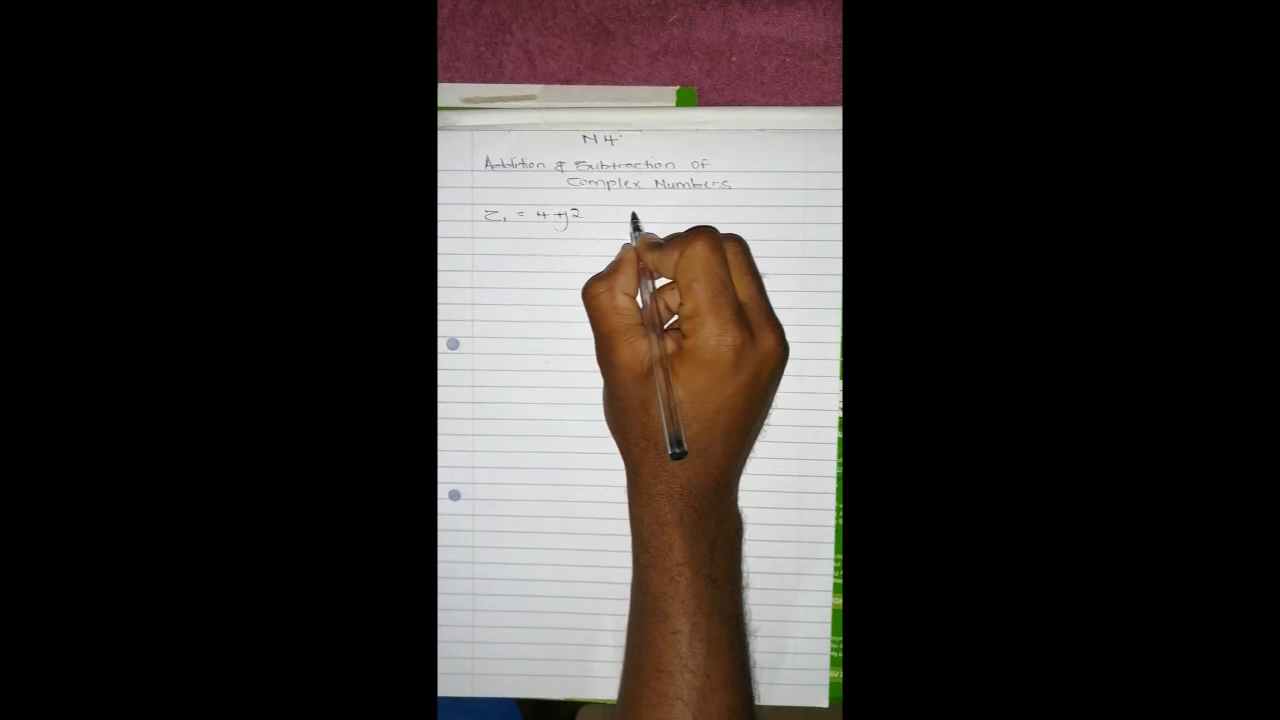 N4
Addition & Subtraction of
Complex Numbers
Z₁ = 4+j2